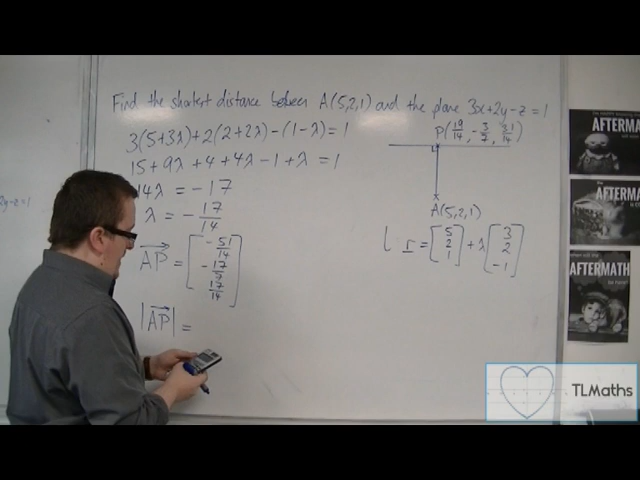 Find the shortest distance between A(5,2,1) and the plane 3x+2y-z=1
3(5+3λ)+2(2+2λ)-(1-λ)=1
15+9λ+4+4λ-1+λ=1
14λ=-17
λ=-17/14
AP=[-51/14
-17/7
17/14]
|AP|=
P(19/14, -3/7, 31/14)
A(5,2,1)
l r=[5 2 1]+λ[3 2 -1]
y-z=1
AFTERMATH
AFTERMATH
AFTERMATH
TLMaths